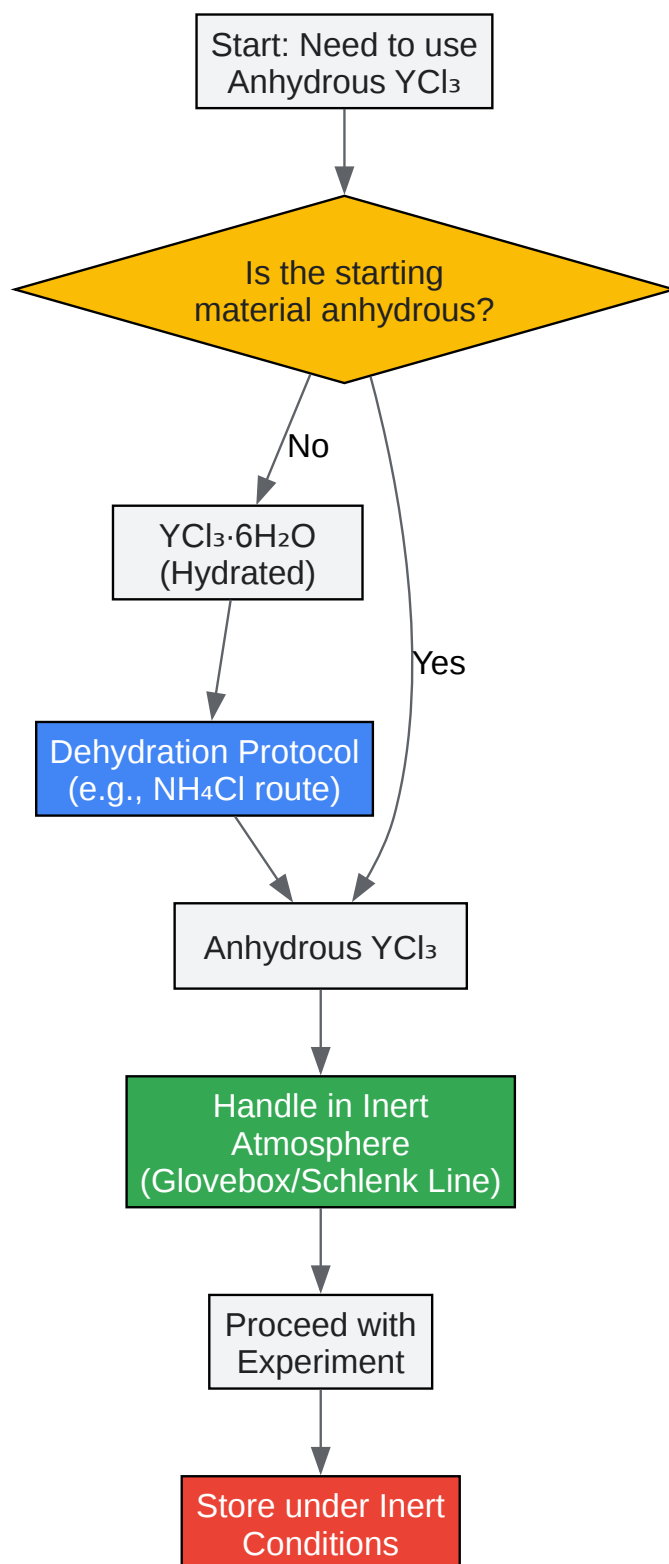 Start: Need to use
Anhydrous YCl₃
Is the starting
material anhydrous?
No
YCl₃·6H₂O
(Hydrated)
Yes
Dehydration Protocol
(e.g., NH₄Cl route)
Anhydrous YCl₃
Handle in Inert
Atmosphere
(Glovebox/Schlenk Line)
Proceed with
Experiment
Store under Inert
Conditions